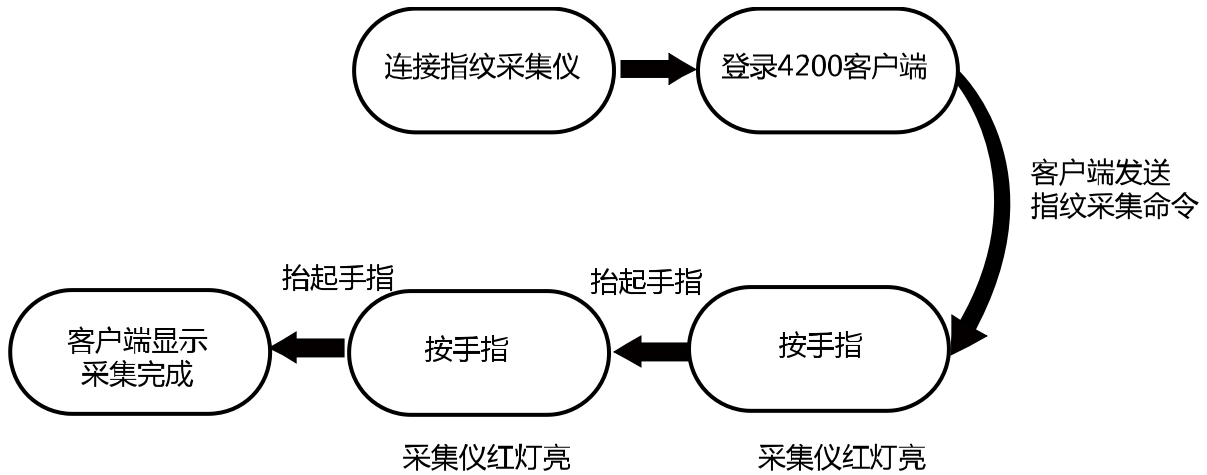 连接指纹采集仪
登录4200客户端
客户端发送
指纹采集命令
抬起手指
抬起手指
按手指
按手指
客户端显示
采集完成
采集仪红灯亮
采集仪红灯亮